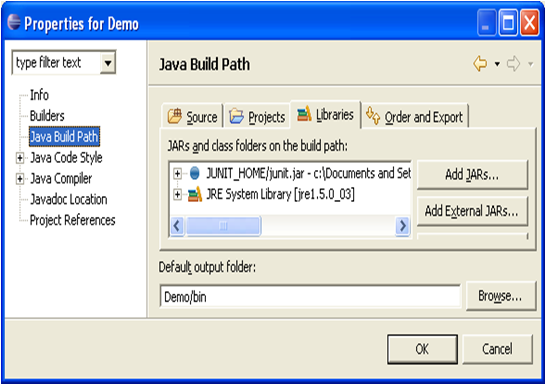 Properties for Demo
type filter text
Java Build Path
Info
Builders
Java Build Path
Java Code Style
Java Compiler
Javadoc Location
Project References
Source
Projects
Libraries
Order and Export
JARs and class folders on the build path:
JUNIT_HOME/junit.jar - c:\Documents and Set
JRE System Library [jre1.5.0_03]
Add JARs...
Add External JARs...
Default output folder:
Demo/bin
Browse...
OK
Cancel